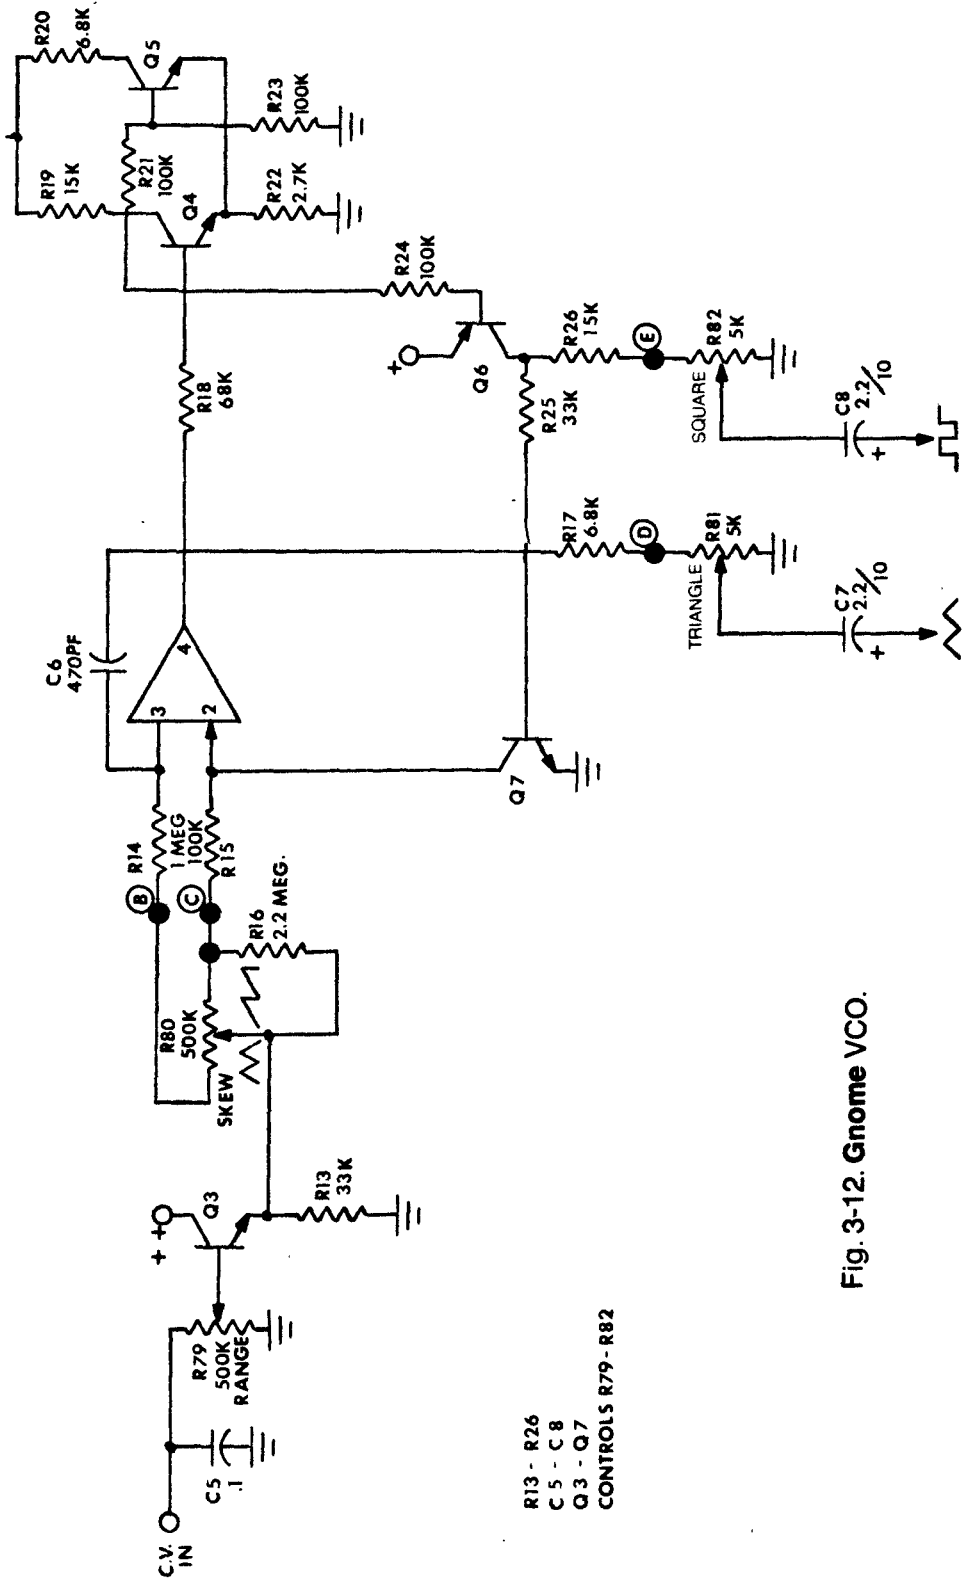 C.V.
IN
C5
.1
R79
500K
RANGE
+ +
Q3
R13
33K
SKEW
R80
500K
R16
2.2 MEG.
B
C
R14
1 MEG
100K
R15
3
2
4
C6
470PF
Q7
R18
68K
R19
15K
R20
6.8K
Q4
Q5
R21
100K
R22
2.7K
R23
100K
R24
100K
+
Q6
R25
33K
R26
15K
E
R82
5K
SQUARE
C8
2.2/10
+
R17
6.8K
D
R81
5K
TRIANGLE
C7
2.2/10
+
R13 - R26
C5 - C8
Q3 - Q7
CONTROLS R79 - R82
Fig. 3-12. Gnome VCO.